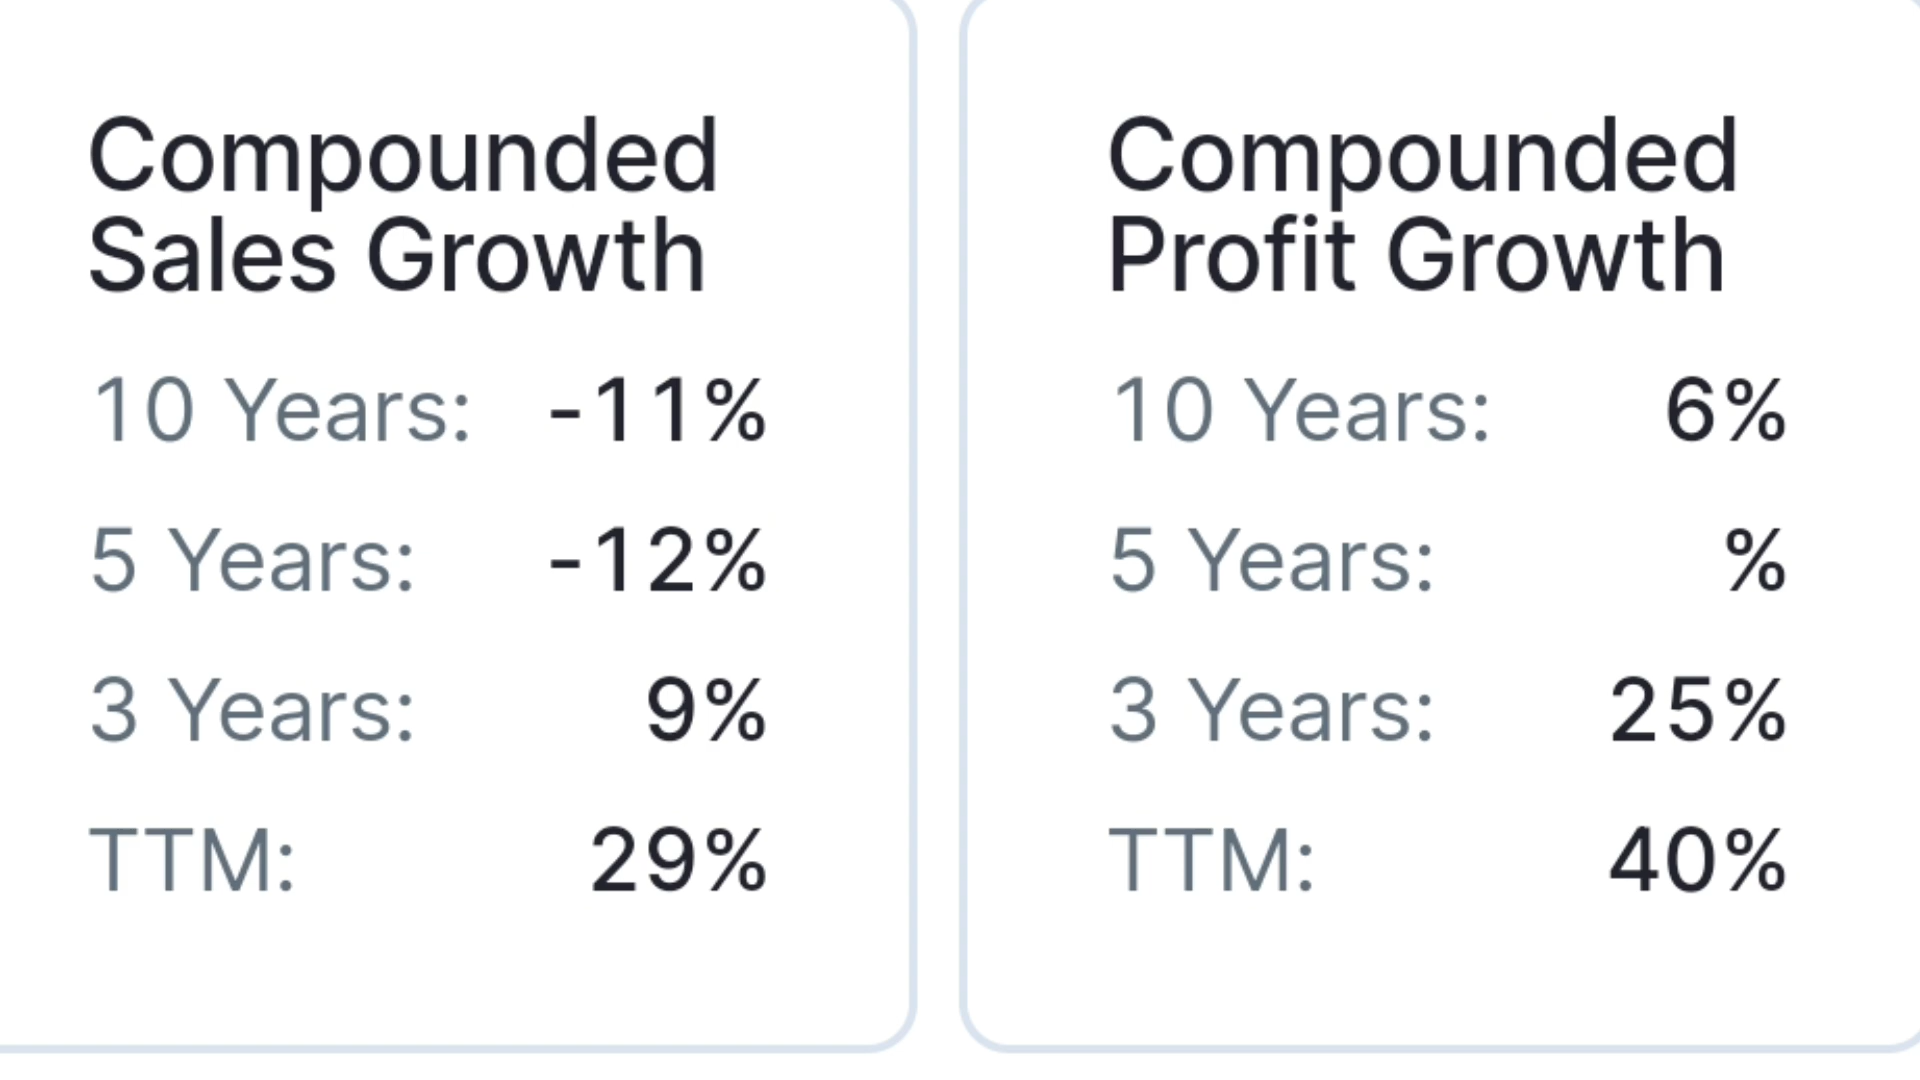 Compounded
Sales Growth
10 Years: -11%
5 Years: -12%
3 Years: 9%
TTM: 29%
Compounded
Profit Growth
10 Years: 6%
5 Years: %
3 Years: 25%
TTM: 40%